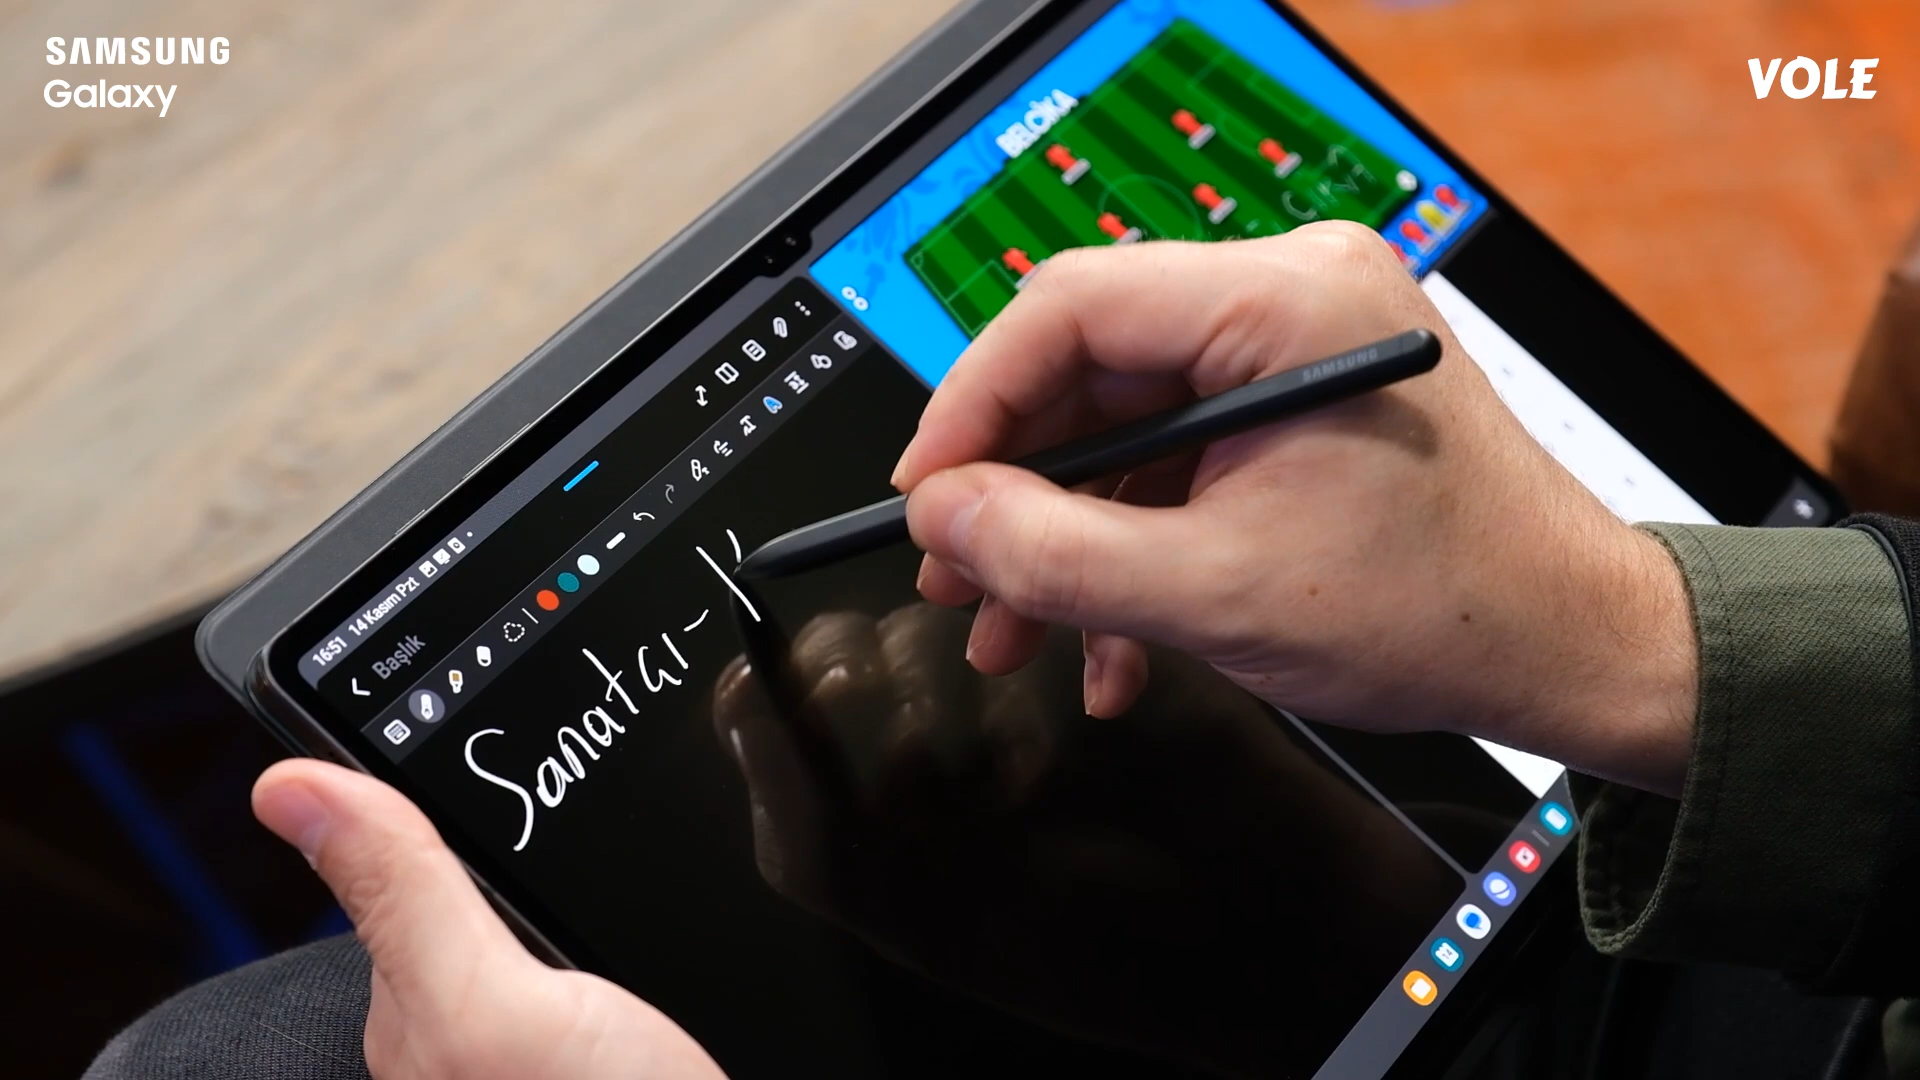 SAMSUNG
Galaxy
VOLE
BELÇİKA
SAMSUNG
16:51 14 Kasım Pzt
Başlık
Sanatçı-